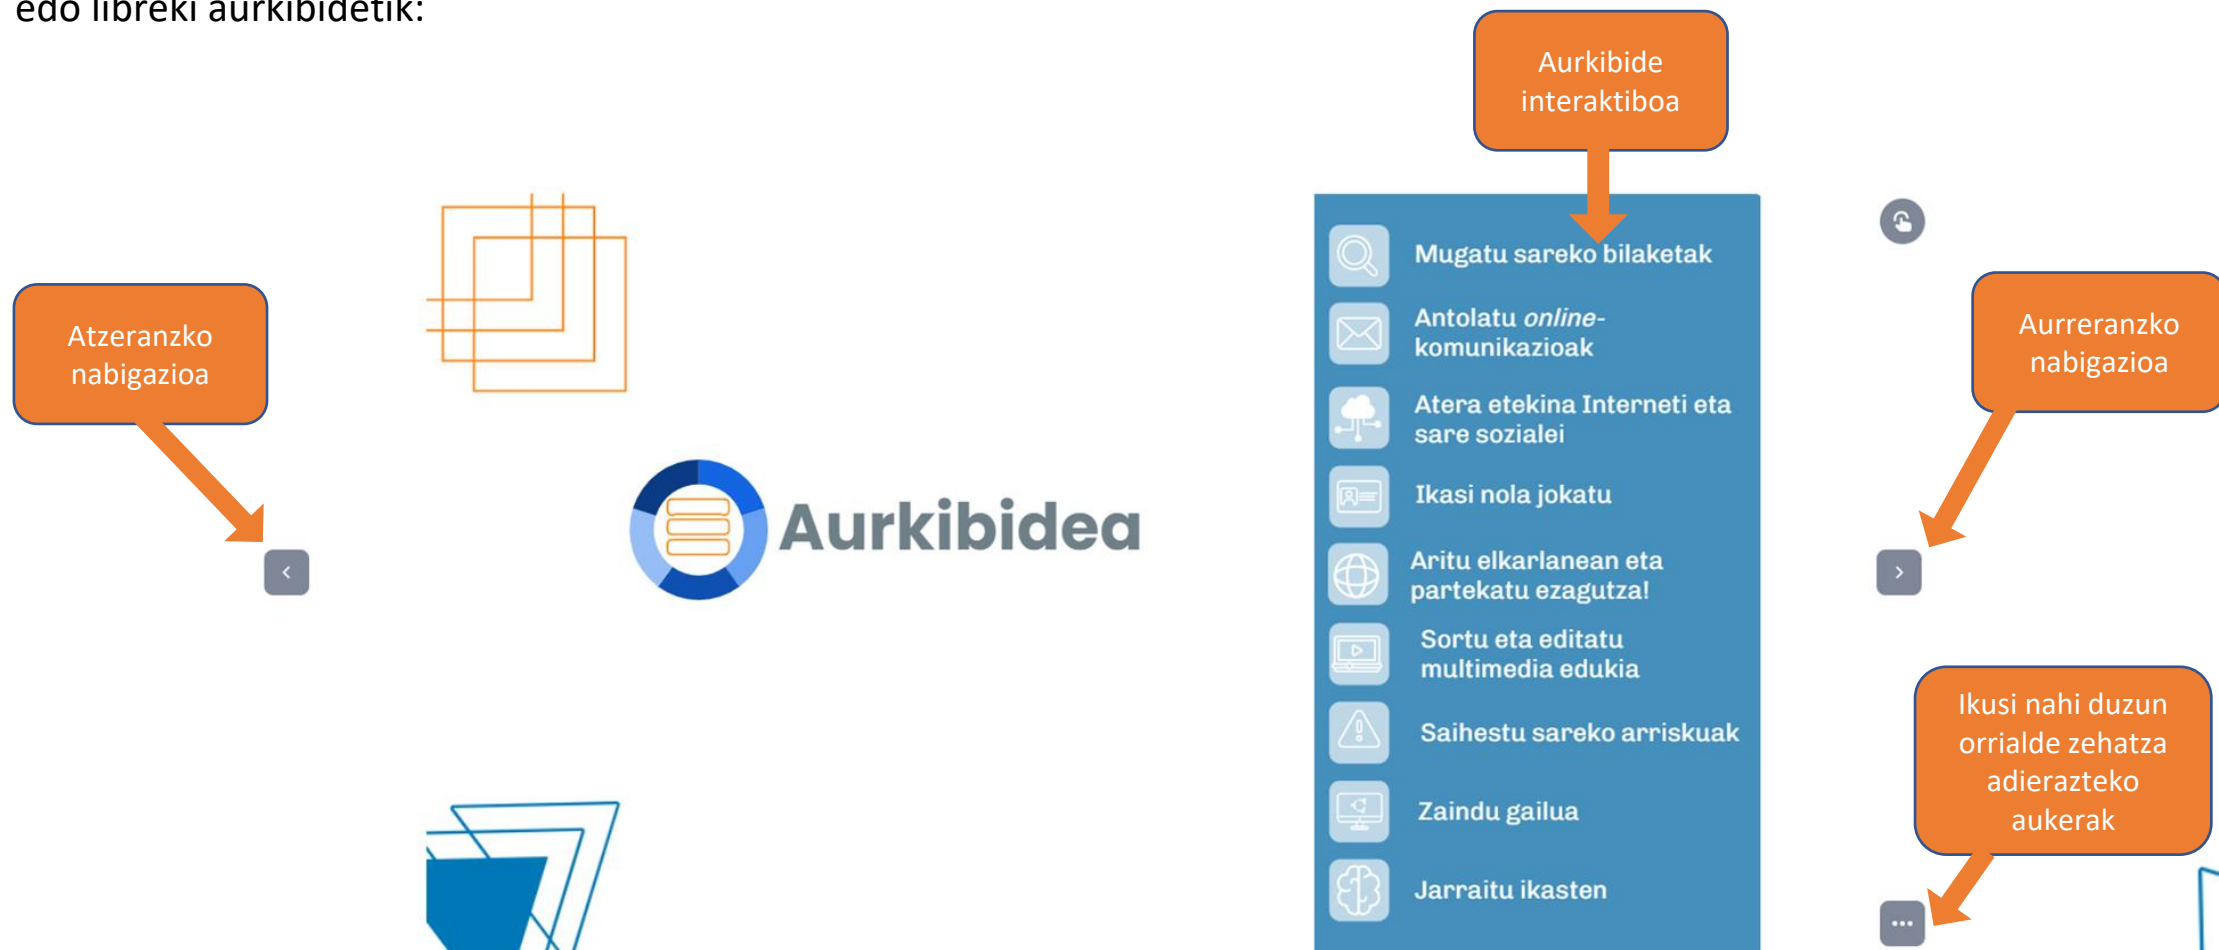 edo libreki aurkibidetik:
Aurkibide
interaktiboa
Atzeranzko
nabigazioa
Aurkibidea
Mugatu sareko bilaketak
Antolatu online-
komunikazioak
Atera etekina Interneti eta
sare sozialei
Ikasi nola jokatu
Aritu elkarlanean eta
partekatu ezagutza!
Sortu eta editatu
multimedia edukia
Saihestu sareko arriskuak
Zaindu gailua
Jarraitu ikasten
Aurreranzko
nabigazioa
Ikusi nahi duzun
orrialde zehatza
adierazteko
aukerak